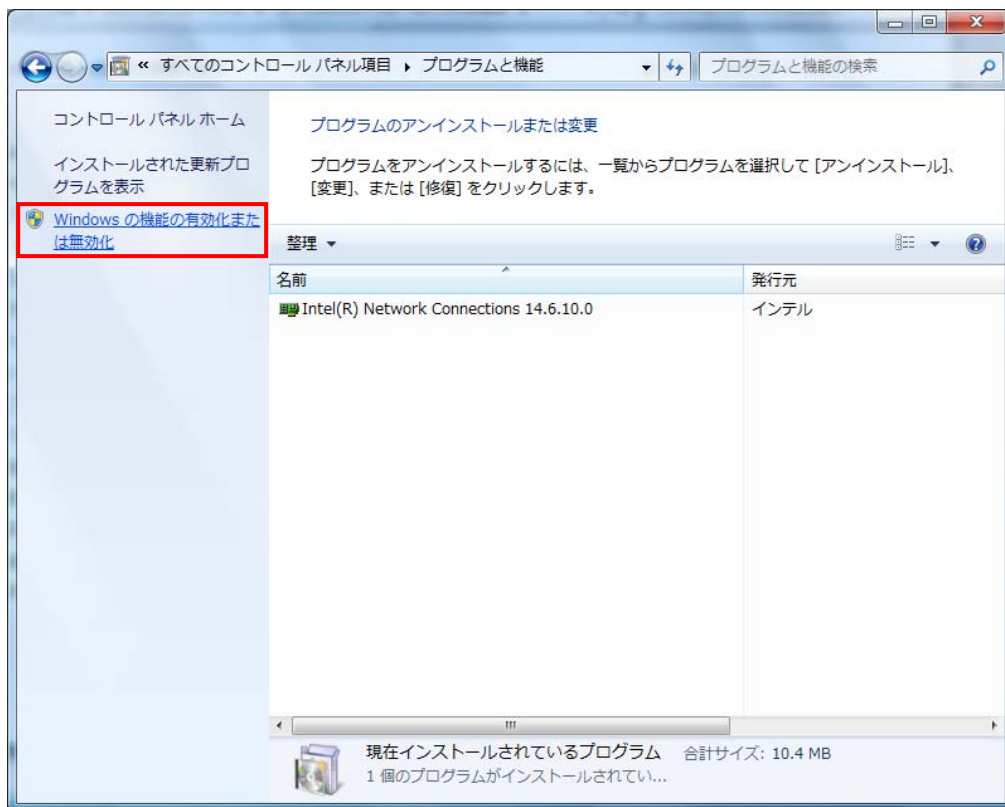 « すべてのコントロール パネル項目 ▸ プログラムと機能
プログラムと機能の検索
コントロール パネル ホーム
インストールされた更新プロ
グラムを表示
Windows の機能の有効化また
は無効化
プログラムのアンインストールまたは変更
プログラムをアンインストールするには、一覧からプログラムを選択して [アンインストール]、
[変更]、または [修復] をクリックします。
整理
名前
発行元
Intel(R) Network Connections 14.6.10.0
インテル
現在インストールされているプログラム 合計サイズ: 10.4 MB
1 個のプログラムがインストールされてい...